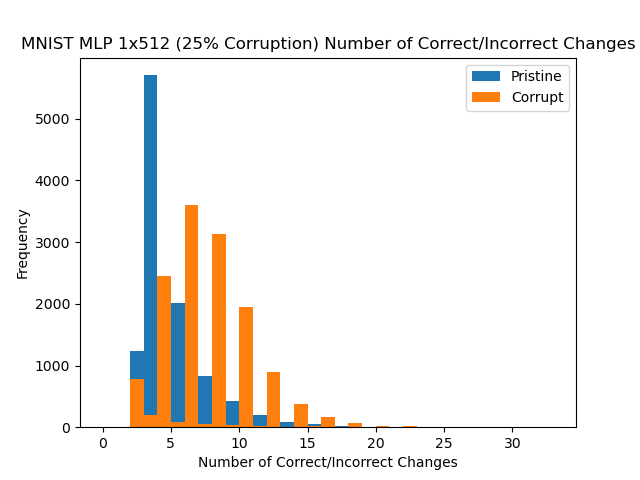 MNIST MLP 1x512 (25% Corruption) Number of Correct/Incorrect Changes
Pristine
Corrupt
5000
4000
3000
2000
1000
0
Frequency
0 5 10 15 20 25 30
Number of Correct/Incorrect Changes